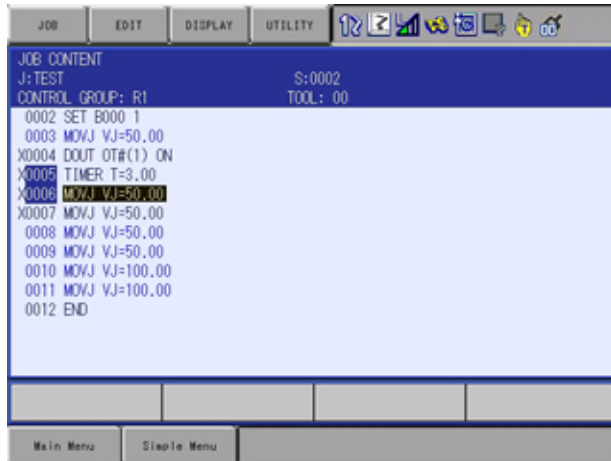 JOB EDIT DISPLAY UTILITY
JOB CONTENT
J:TEST S:0002
CONTROL GROUP: R1 TOOL: 00
0002 SET B000 1
0003 MOVJ VJ=50.00
X0004 DOUT OT#(1) ON
X0005 TIMER T=3.00
X0006 MOVJ VJ=50.00
X0007 MOVJ VJ=50.00
0008 MOVJ VJ=50.00
0009 MOVJ VJ=50.00
0010 MOVJ VJ=100.00
0011 MOVJ VJ=100.00
0012 END
Main Menu Simple Menu